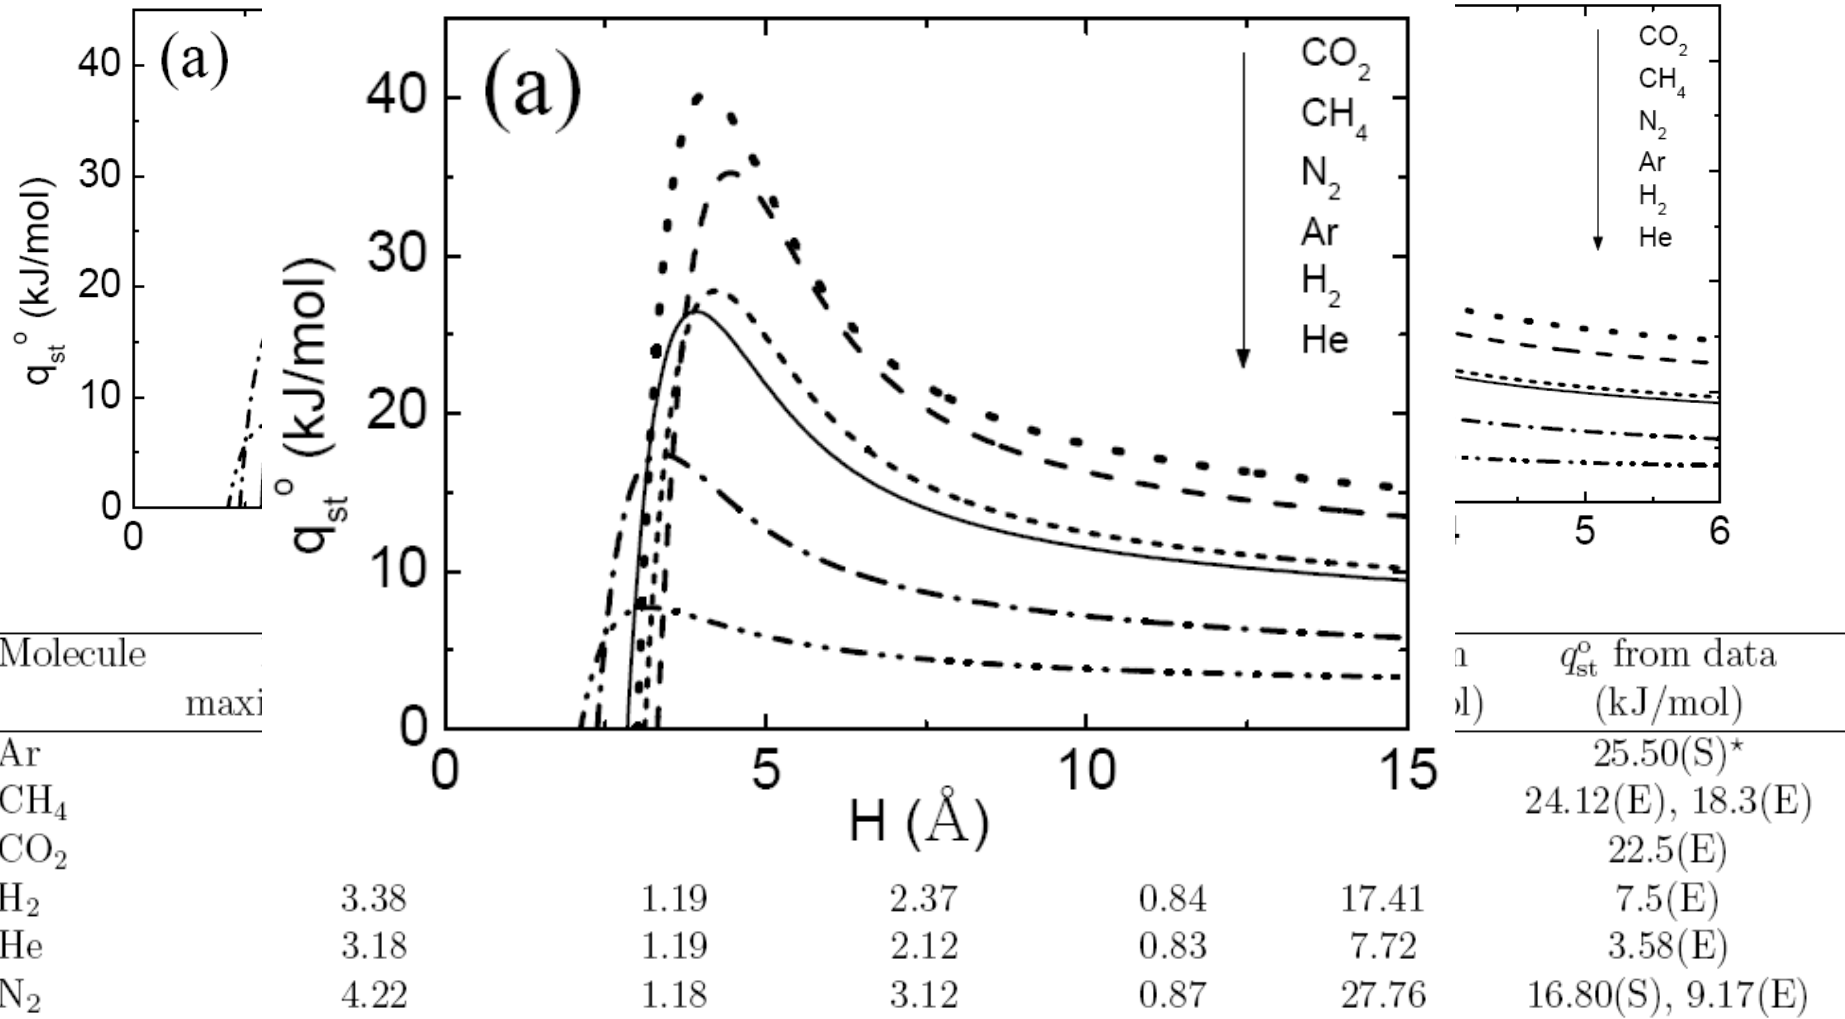 (a)
40
30
20
10
0
0
q_st^o (kJ/mol)
(a)
40
30
20
10
0
0 5 10 15
q_st^o (kJ/mol)
H (Å)
CO₂
CH₄
N₂
Ar
H₂
He
CO₂
CH₄
N₂
Ar
H₂
He
5 6
Molecule q_st^o from data
(kJ/mol)
Ar 25.50(S)*
CH₄ 24.12(E), 18.3(E)
CO₂ 22.5(E)
H₂ 3.38 1.19 2.37 0.84 17.41 7.5(E)
He 3.18 1.19 2.12 0.83 7.72 3.58(E)
N₂ 4.22 1.18 3.12 0.87 27.76 16.80(S), 9.17(E)